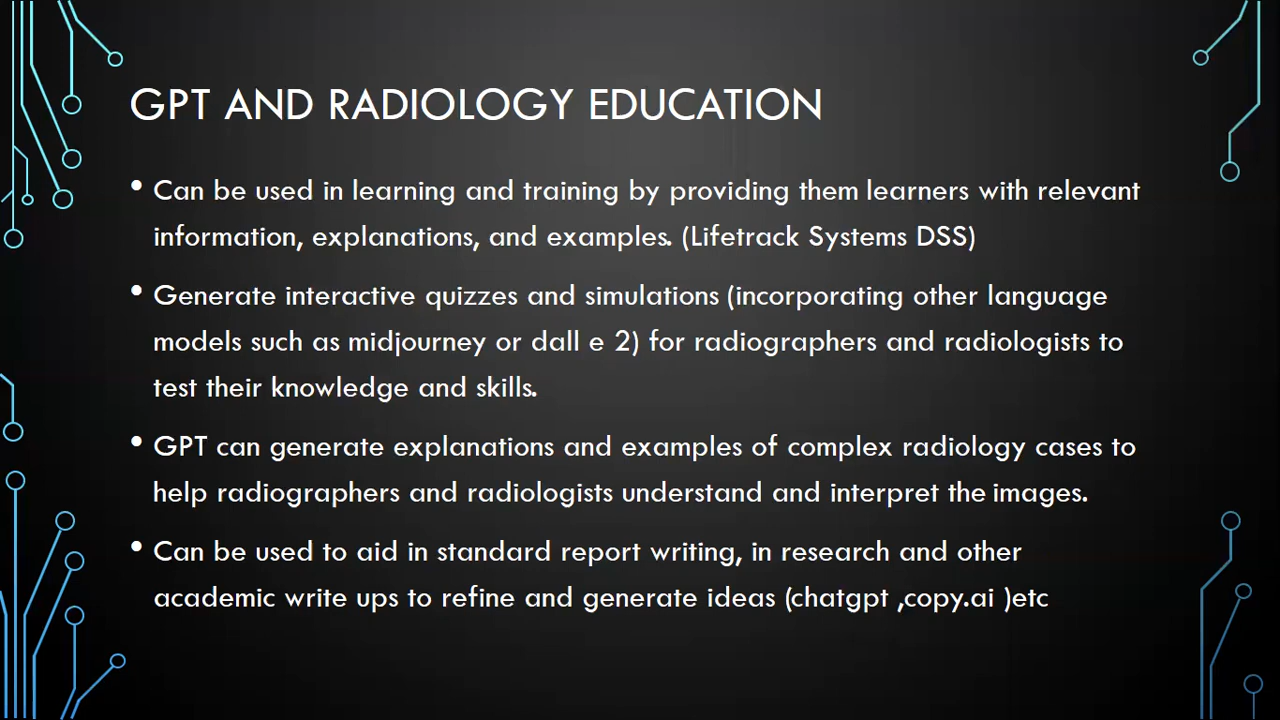 GPT AND RADIOLOGY EDUCATION
• Can be used in learning and training by providing them learners with relevant
information, explanations, and examples. (Lifetrack Systems DSS)
• Generate interactive quizzes and simulations (incorporating other language
models such as midjourney or dall e 2) for radiographers and radiologists to
test their knowledge and skills.
• GPT can generate explanations and examples of complex radiology cases to
help radiographers and radiologists understand and interpret the images.
• Can be used to aid in standard report writing, in research and other
academic write ups to refine and generate ideas (chatgpt ,copy.ai )etc